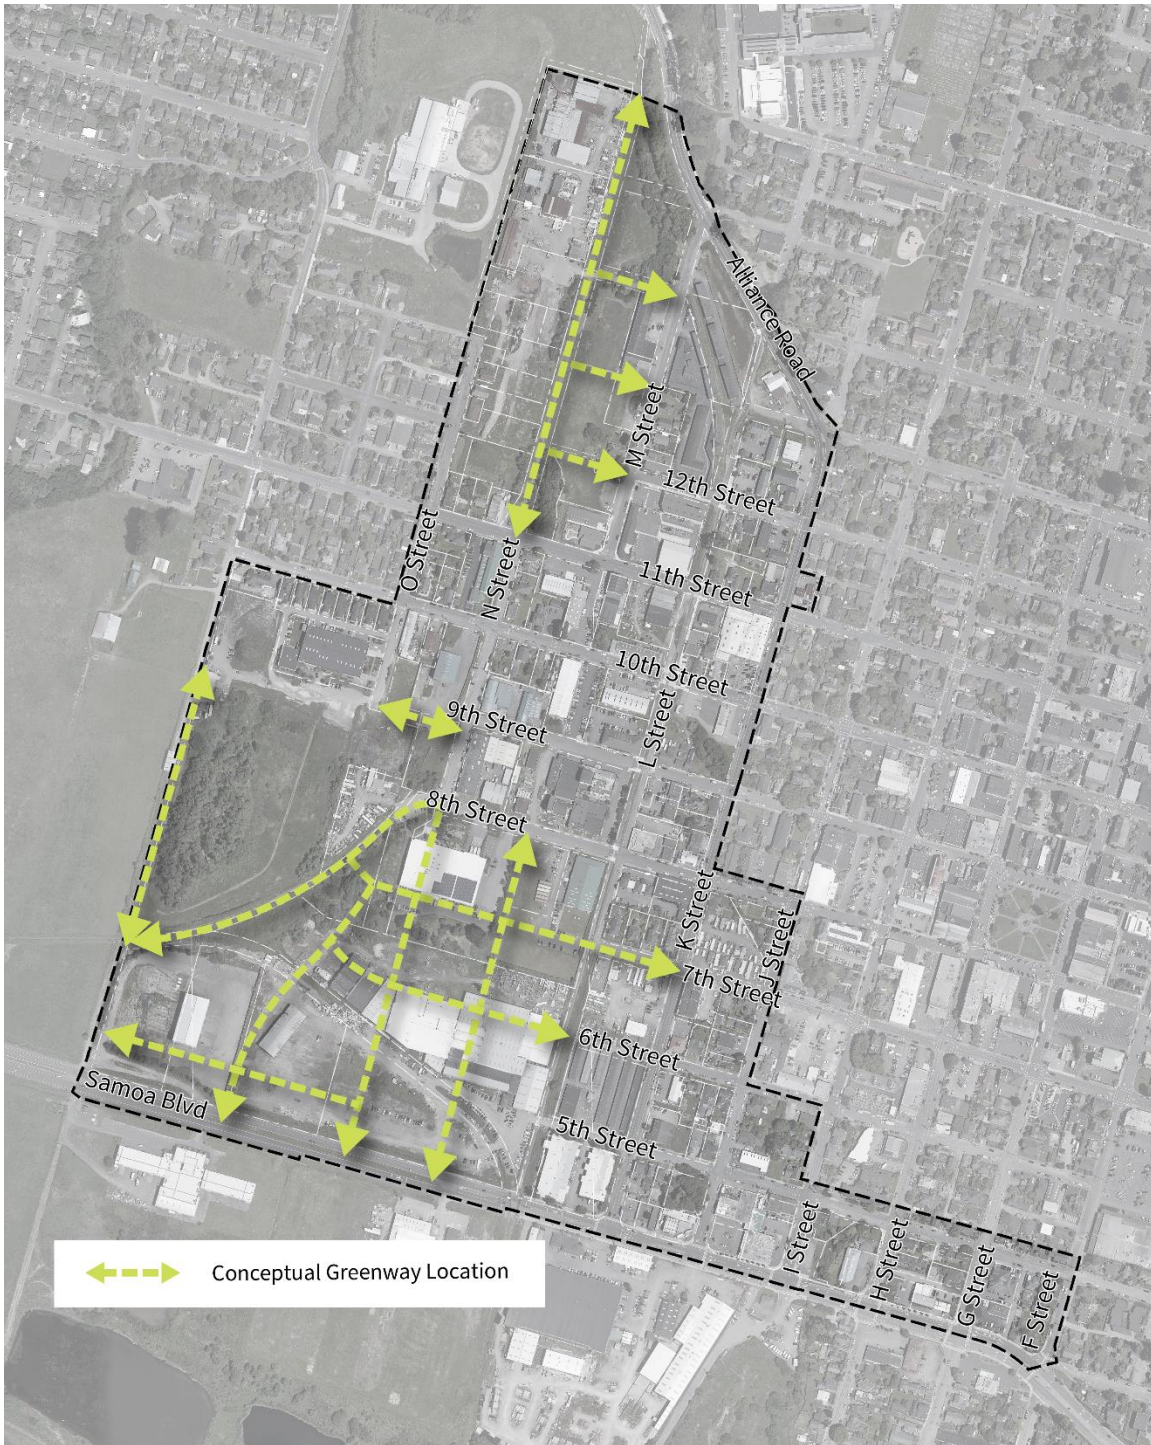 Alliance Road
M Street
12th Street
O Street
N Street
11th Street
10th Street
L Street
9th Street
8th Street
K Street
J Street
7th Street
6th Street
Samoa Blvd
5th Street
I Street
H Street
G Street
F Street
Conceptual Greenway Location